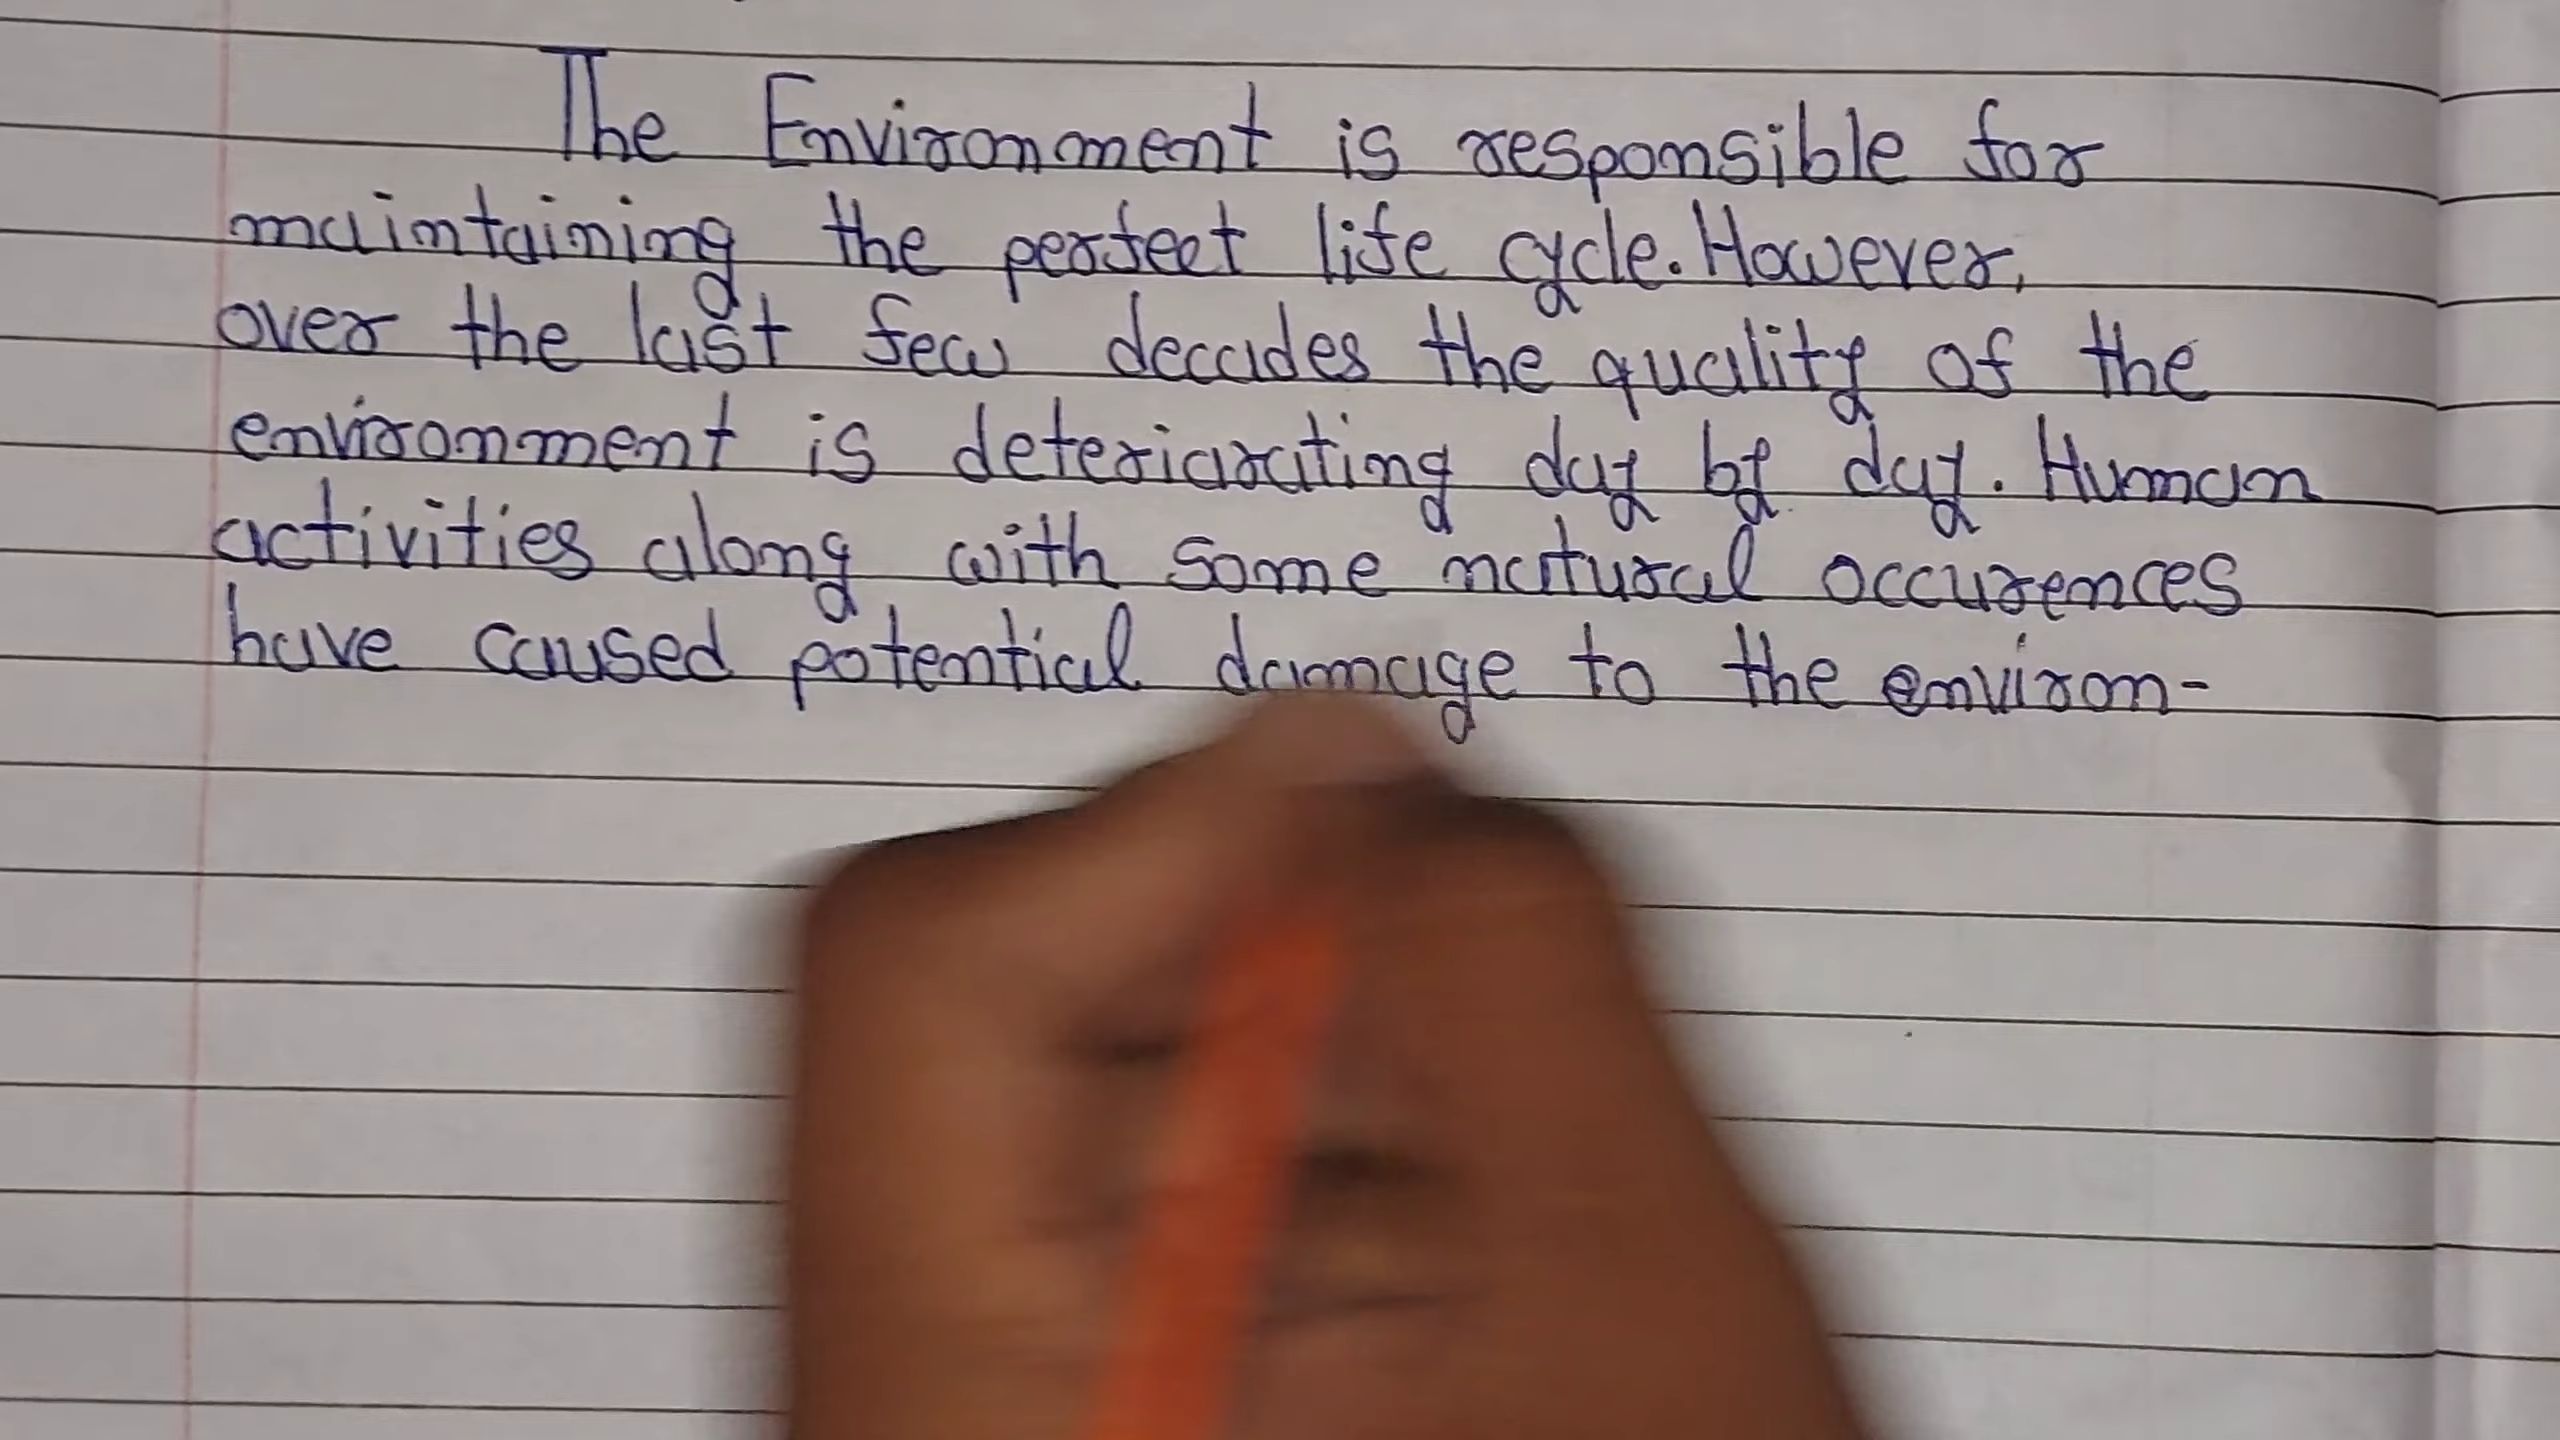 The Environment is responsible for
maintaining the perfect life cycle. However,
over the last few decades the quality of the
environment is deteriarating day by day. Human
activities along with some natural occurences
have caused potential damage to the environ-